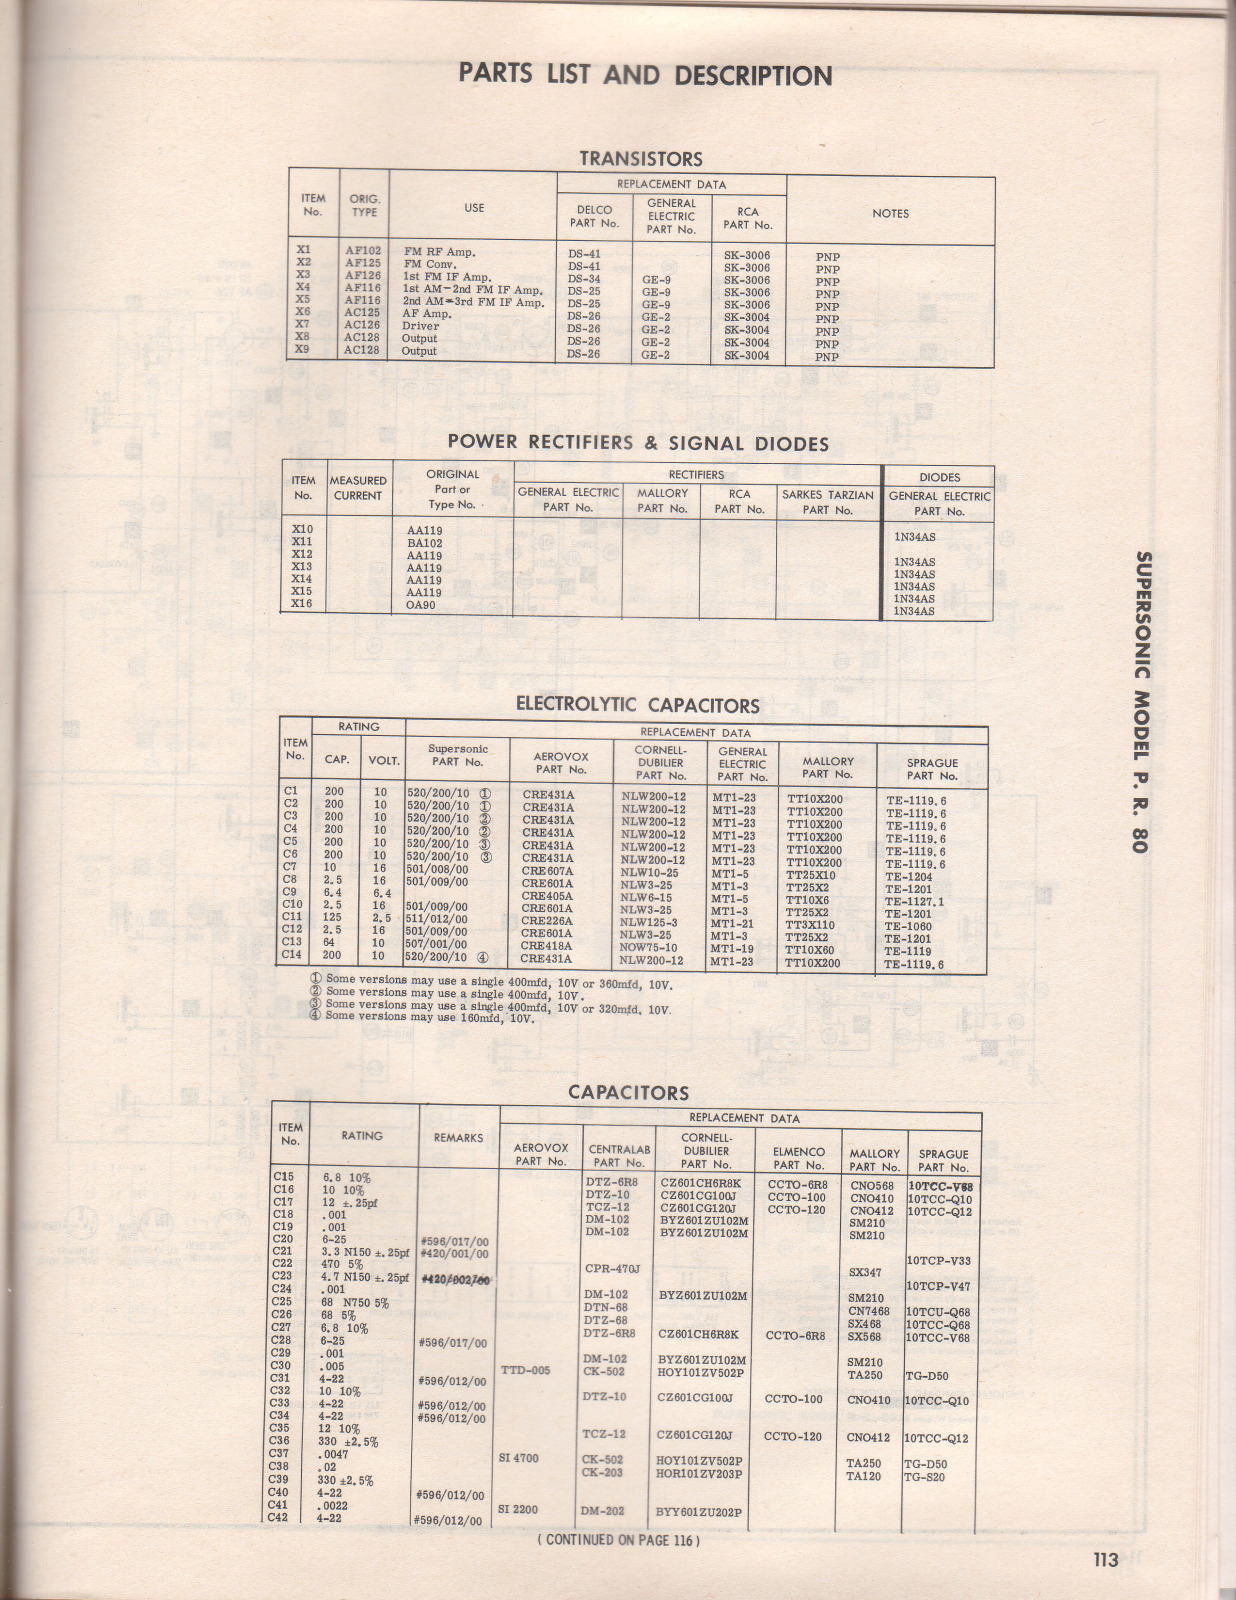 PARTS LIST AND DESCRIPTION
TRANSISTORS
ITEM No. ORIG. TYPE USE REPLACEMENT DATA NOTES
DELCO PART No. GENERAL ELECTRIC PART No. RCA PART No.
X1 AF102 FM RF Amp. DS-41 SK-3006 PNP
X2 AF125 FM Conv. DS-41 SK-3006 PNP
X3 AF126 1st FM IF Amp. DS-34 GE-9 SK-3006 PNP
X4 AF116 1st AM-2nd FM IF Amp. DS-25 GE-9 SK-3006 PNP
X5 AF116 2nd AM-3rd FM IF Amp. DS-25 GE-9 SK-3006 PNP
X6 AC125 AF Amp. DS-26 GE-2 SK-3004 PNP
X7 AC126 Driver DS-26 GE-2 SK-3004 PNP
X8 AC128 Output DS-26 GE-2 SK-3004 PNP
X9 AC128 Output DS-26 GE-2 SK-3004 PNP
POWER RECTIFIERS & SIGNAL DIODES
ITEM No. MEASURED CURRENT ORIGINAL Part or Type No. RECTIFIERS DIODES
GENERAL ELECTRIC PART No. MALLORY PART No. RCA PART No. SARKES TARZIAN PART No. GENERAL ELECTRIC PART No.
X10 AA119 1N34AS
X11 BA102
X12 AA119 1N34AS
X13 AA119 1N34AS
X14 AA119 1N34AS
X15 AA119 1N34AS
X16 OA90 1N34AS
SUPERSONIC MODEL P. R. 80
ELECTROLYTIC CAPACITORS
ITEM No. RATING REPLACEMENT DATA
CAP. VOLT. Supersonic PART No. AEROVOX PART No. CORNELL-DUBILIER PART No. GENERAL ELECTRIC PART No. MALLORY PART No. SPRAGUE PART No.
C1 200 10 520/200/10 ① CRE431A NLW200-12 MT1-23 TT10X200 TE-1119.6
C2 200 10 520/200/10 ① CRE431A NLW200-12 MT1-23 TT10X200 TE-1119.6
C3 200 10 520/200/10 ② CRE431A NLW200-12 MT1-23 TT10X200 TE-1119.6
C4 200 10 520/200/10 ② CRE431A NLW200-12 MT1-23 TT10X200 TE-1119.6
C5 200 10 520/200/10 ③ CRE431A NLW200-12 MT1-23 TT10X200 TE-1119.6
C6 200 10 520/200/10 ③ CRE431A NLW200-12 MT1-23 TT10X200 TE-1119.6
C7 10 16 501/008/00 CRE607A NLW10-25 MT1-5 TT25X10 TE-1204
C8 2.5 16 501/009/00 CRE601A NLW3-25 MT1-3 TT25X2 TE-1201
C9 6.4 6.4 CRE405A NLW6-15 MT1-5 TT10X6 TE-1127.1
C10 2.5 16 501/009/00 CRE601A NLW3-25 MT1-3 TT25X2 TE-1201
C11 125 2.5 511/012/00 CRE226A NLW125-3 MT1-21 TT3X110 TE-1060
C12 2.5 16 501/009/00 CRE601A NLW3-25 MT1-3 TT25X2 TE-1201
C13 64 10 507/001/00 CRE418A NOW75-10 MT1-19 TT10X60 TE-1119
C14 200 10 520/200/10 ④ CRE431A NLW200-12 MT1-23 TT10X200 TE-1119.6
① Some versions may use a single 400mfd, 10V or 360mfd, 10V.
② Some versions may use a single 400mfd, 10V.
③ Some versions may use a single 400mfd, 10V or 320mfd, 10V.
④ Some versions may use 160mfd, 10V.
CAPACITORS
ITEM No. RATING REMARKS REPLACEMENT DATA
AEROVOX PART No. CENTRALAB PART No. CORNELL-DUBILIER PART No. ELMENCO PART No. MALLORY PART No. SPRAGUE PART No.
C15 6.8 10% DTZ-6R8 CZ601CH6R8K CCTO-6R8 CNO568 10TCC-V68
C16 10 10% DTZ-10 CZ601CG100J CCTO-100 CNO410 10TCC-Q10
C17 12 ±.25pf TCZ-12 CZ601CG120J CCTO-120 CNO412 10TCC-Q12
C18 .001 DM-102 BYZ601ZU102M SM210
C19 .001 DM-102 BYZ601ZU102M SM210
C20 6-25 #596/017/00
C21 3.3 N150 ±.25pf #420/001/00 10TCP-V33
C22 470 5% CPR-470J SX347
C23 4.7 N150 ±.25pf #420/002/00 10TCP-V47
C24 .001 DM-102 BYZ601ZU102M SM210
C25 68 N750 5% DTN-68 CN7468 10TCU-Q68
C26 68 5% DTZ-68 SX468 10TCC-Q68
C27 6.8 10% DTZ-6R8 CZ601CH6R8K CCTO-6R8 SX568 10TCC-V68
C28 6-25 #596/017/00
C29 .001 DM-102 BYZ601ZU102M SM210
C30 .005 TTD-005 CK-502 HOY101ZV502P TA250 TG-D50
C31 4-22 #596/012/00
C32 10 10% DTZ-10 CZ601CG100J CCTO-100 CNO410 10TCC-Q10
C33 4-22 #596/012/00
C34 4-22 #596/012/00
C35 12 10% TCZ-12 CZ601CG120J CCTO-120 CNO412 10TCC-Q12
C36 330 ±2.5%
C37 .0047 SI 4700 CK-502 HOY101ZV502P TA250 TG-D50
C38 .02 CK-203 HOR101ZV203P TA120 TG-S20
C39 330 ±2.5%
C40 4-22 #596/012/00
C41 .0022 SI 2200 DM-202 BYY601ZU202P
C42 4-22 #596/012/00
( CONTINUED ON PAGE 116 )
113